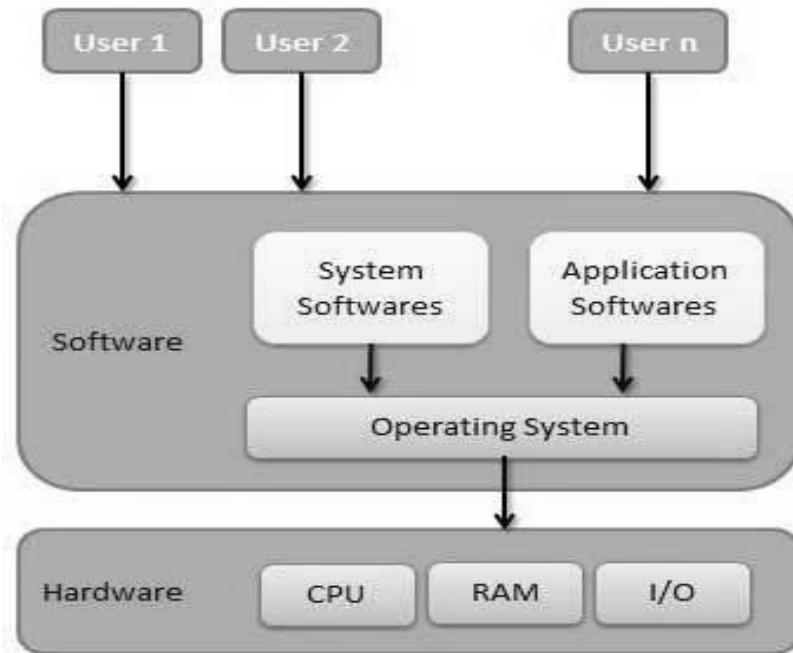 User 1
User 2
User n
System
Softwares
Application
Softwares
Software
Operating System
Hardware
CPU
RAM
I/O